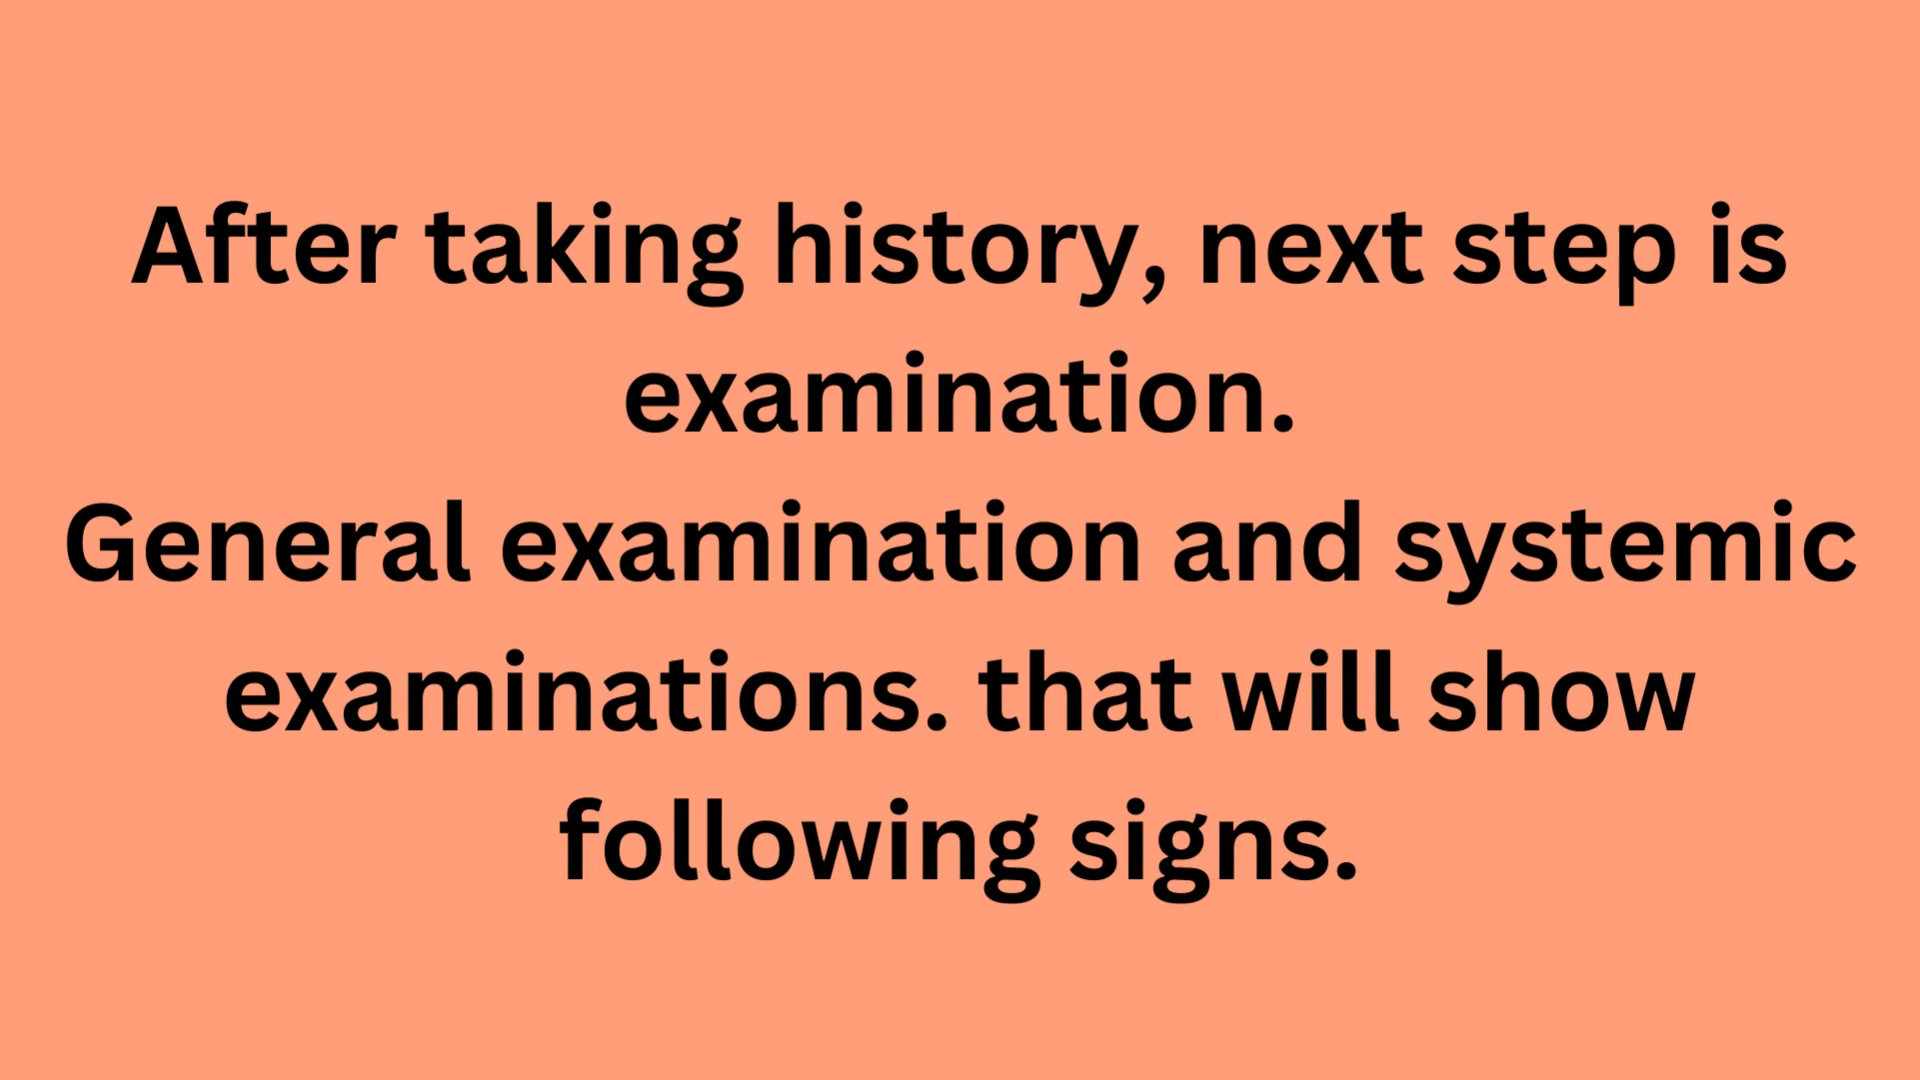 After taking history, next step is
examination.
General examination and systemic
examinations. that will show
following signs.